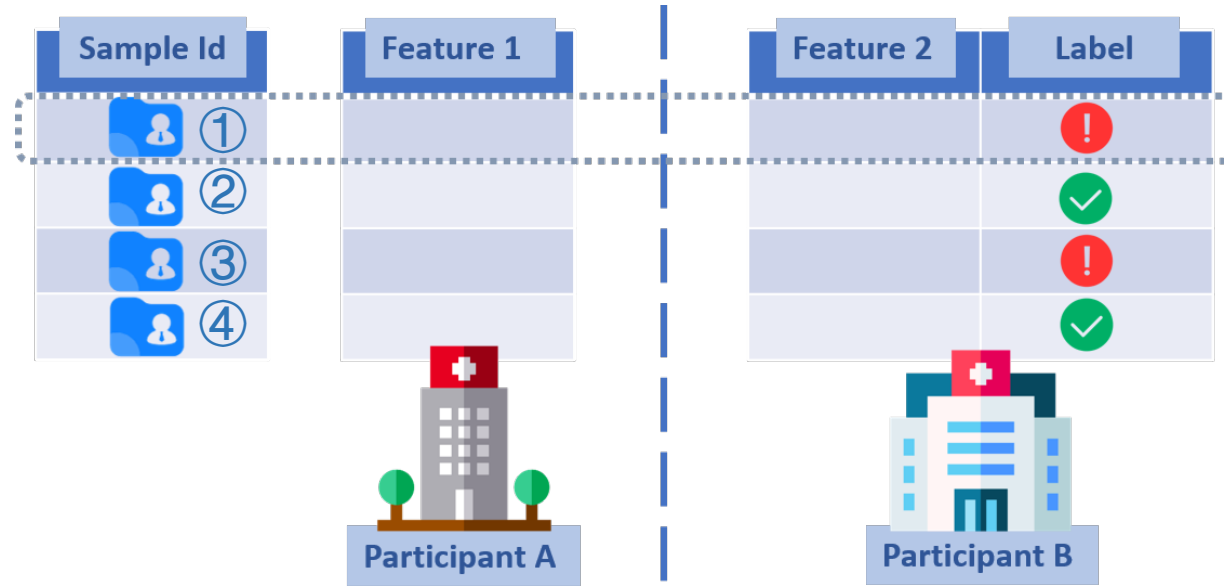 Sample Id
Feature 1
Feature 2
Label
①
②
③
④
Participant A
Participant B